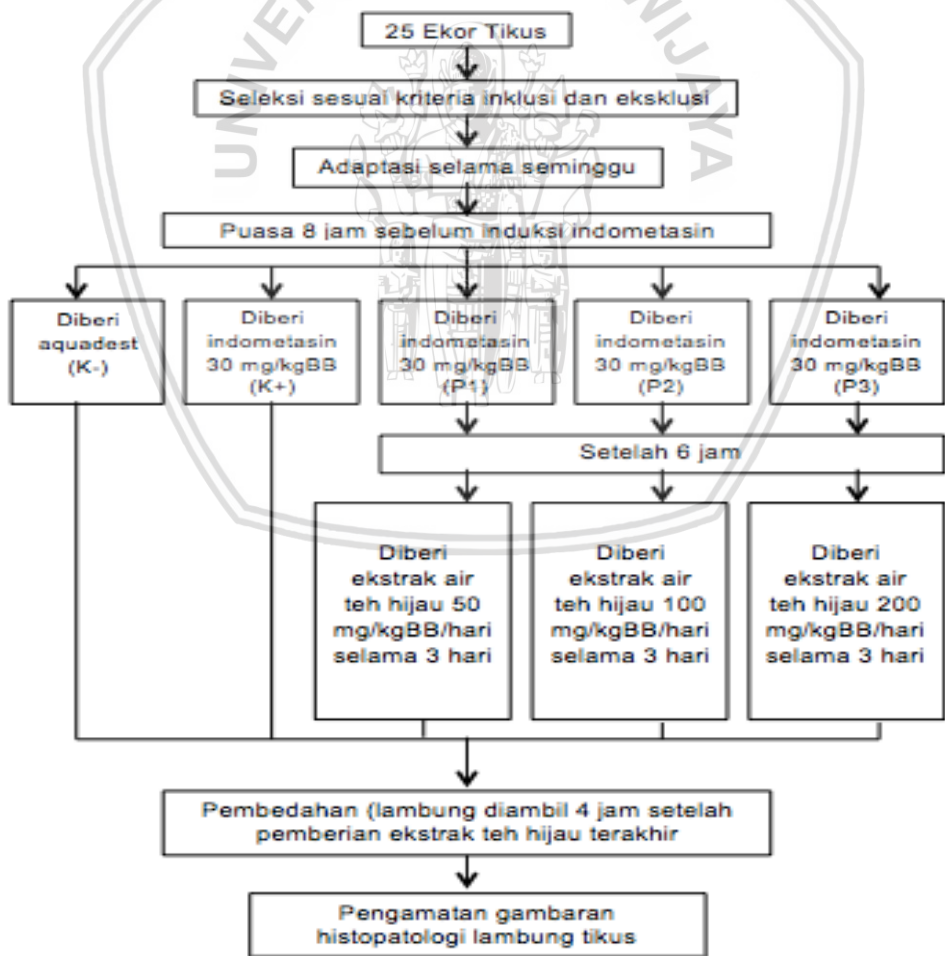 UNIVE
WIJAYA
25 Ekor Tikus
Seleksi sesuai kriteria inklusi dan eksklusi
Adaptasi selama seminggu
Puasa 8 jam sebelum induksi indometasin
Diberi
aquadest
(K-)
Diberi
indometasin
30 mg/kgBB
(K+)
Diberi
indometasin
30 mg/kgBB
(P1)
Diberi
indometasin
30 mg/kgBB
(P2)
Diberi
indometasin
30 mg/kgBB
(P3)
Setelah 6 jam
Diberi
ekstrak air
teh hijau 50
mg/kgBB/hari
selama 3 hari
Diberi
ekstrak air
teh hijau 100
mg/kgBB/hari
selama 3 hari
Diberi
ekstrak air
teh hijau 200
mg/kgBB/hari
selama 3 hari
Pembedahan (lambung diambil 4 jam setelah
pemberian ekstrak teh hijau terakhir
Pengamatan gambaran
histopatologi lambung tikus